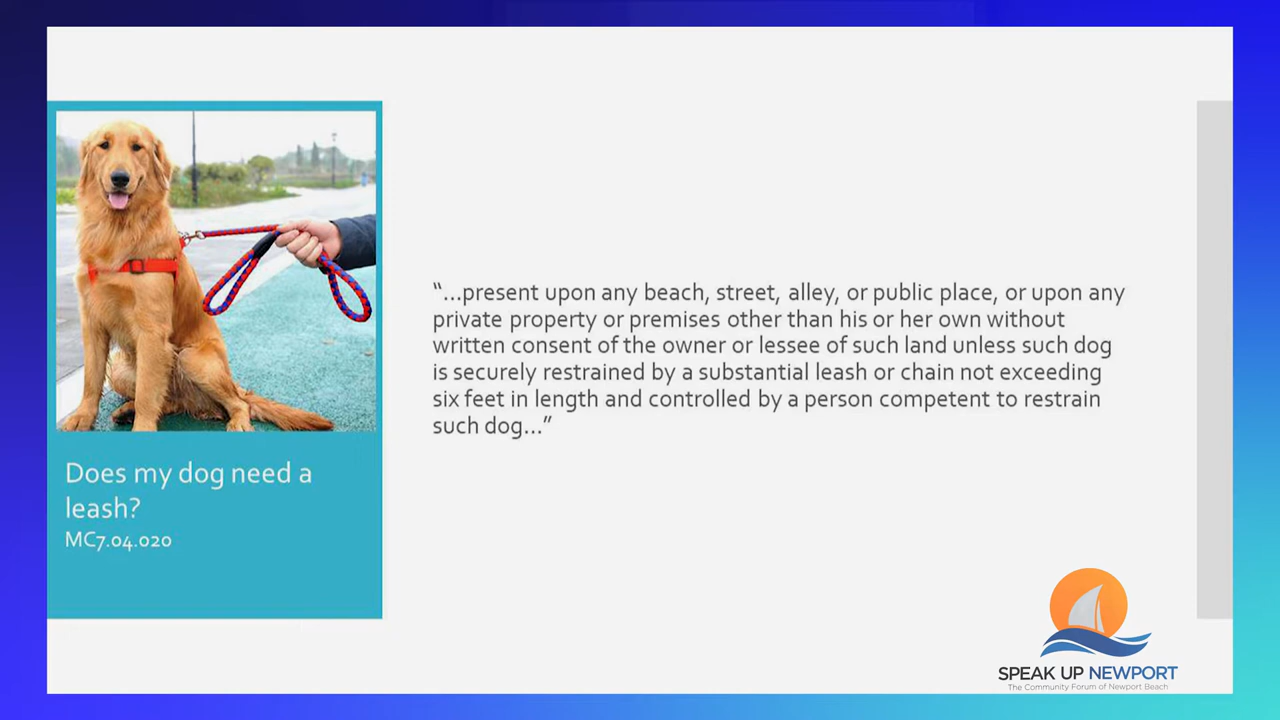 Does my dog need a
leash?
MC7.04.020
“...present upon any beach, street, alley, or public place, or upon any
private property or premises other than his or her own without
written consent of the owner or lessee of such land unless such dog
is securely restrained by a substantial leash or chain not exceeding
six feet in length and controlled by a person competent to restrain
such dog...”
SPEAK UP NEWPORT
The Community Forum of Newport Beach